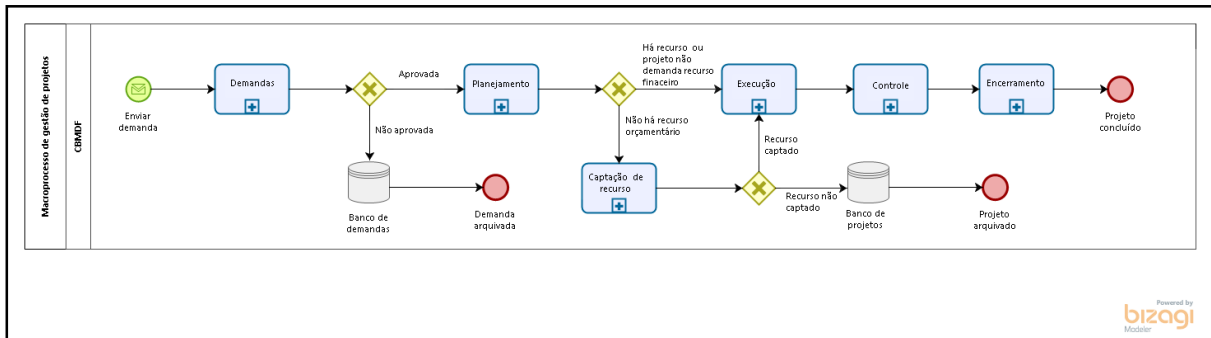 Macroprocesso de gestão de projetos
CBMDF
Enviar
demanda
Demandas
Aprovada
Não aprovada
Banco de
demandas
Demanda
arquivada
Planejamento
Há recurso ou
projeto não
demanda recurso
finaceiro
Não há recurso
orçamentário
Captação de
recurso
Recurso
captado
Recurso não
captado
Execução
Controle
Encerramento
Projeto
concluído
Banco de
projetos
Projeto
arquivado
Powered by
bizagi
Modeler